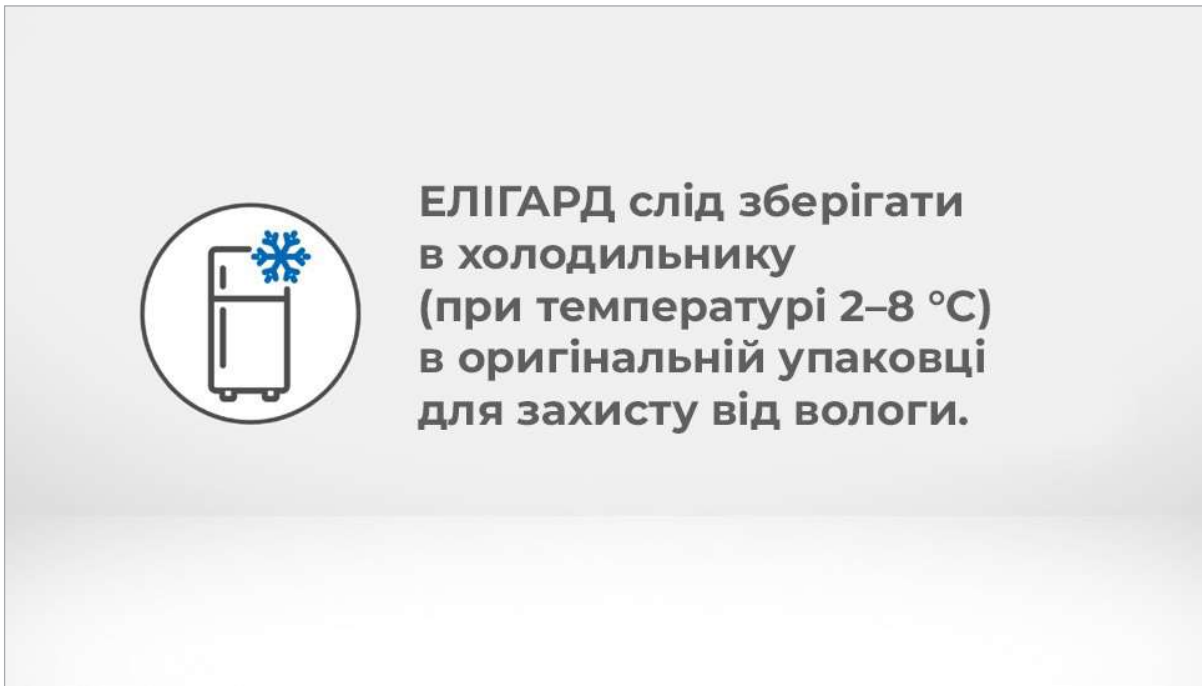 ЕЛІГАРД слід зберігати
в холодильнику
(при температурі 2–8 °C)
в оригінальній упаковці
для захисту від вологи.